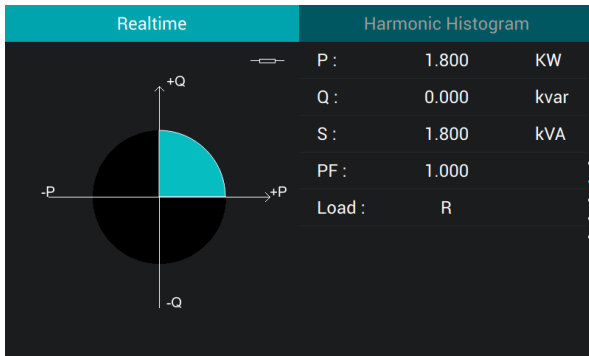 Realtime
Harmonic Histogram
+Q
-P
+P
-Q
P : 1.800 KW
Q : 0.000 kvar
S : 1.800 kVA
PF : 1.000
Load : R